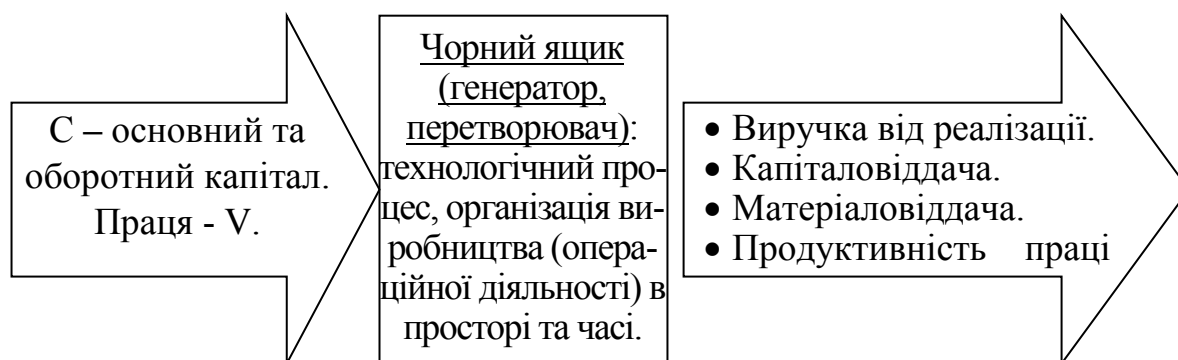 С – основний та
оборотний капітал.
Праця - V.
Чорний ящик
(генератор,
перетворювач):
технологічний про-
цес, організація ви-
робництва (опера-
ційної діяльності) в
просторі та часі.
• Виручка від реалізації.
• Капіталовіддача.
• Матеріаловіддача.
• Продуктивність праці